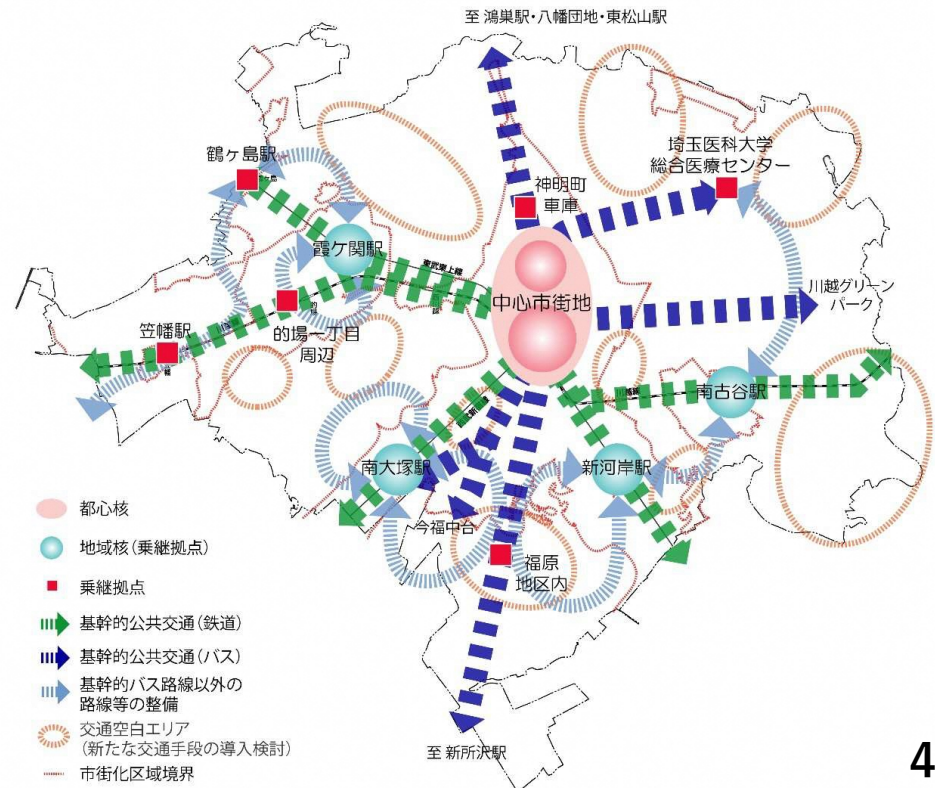 至 鴻巣駅・八幡団地・東松山駅
埼玉医科大学
総合医療センター
鶴ヶ島駅
神明町
車庫
霞ケ関駅
東武東上線
中心市街地
川越グリーン
パーク
笠幡駅
的場一丁目
周辺
南古谷駅
南大塚駅
新河岸駅
今福中台
福原
地区内
都心核
地域核(乗継拠点)
乗継拠点
基幹的公共交通(鉄道)
基幹的公共交通(バス)
基幹的バス路線以外の
路線等の整備
交通空白エリア
(新たな交通手段の導入検討)
市街化区域境界
至 新所沢駅
4